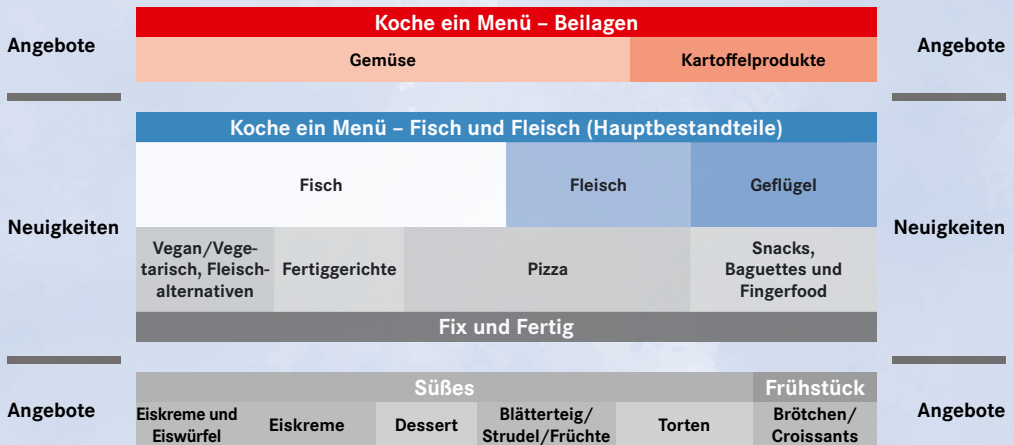 Koche ein Menü – Beilagen
Angebote
Gemüse
Kartoffelprodukte
Angebote
Koche ein Menü – Fisch und Fleisch (Hauptbestandteile)
Fisch
Fleisch
Geflügel
Neuigkeiten
Neuigkeiten
Vegan/Vege-
tarisch, Fleisch-
alternativen
Fertiggerichte
Pizza
Snacks,
Baguettes und
Fingerfood
Fix und Fertig
Süßes
Frühstück
Angebote
Eiskreme und
Eiswürfel
Eiskreme
Dessert
Blätterteig/
Strudel/Früchte
Torten
Brötchen/
Croissants
Angebote